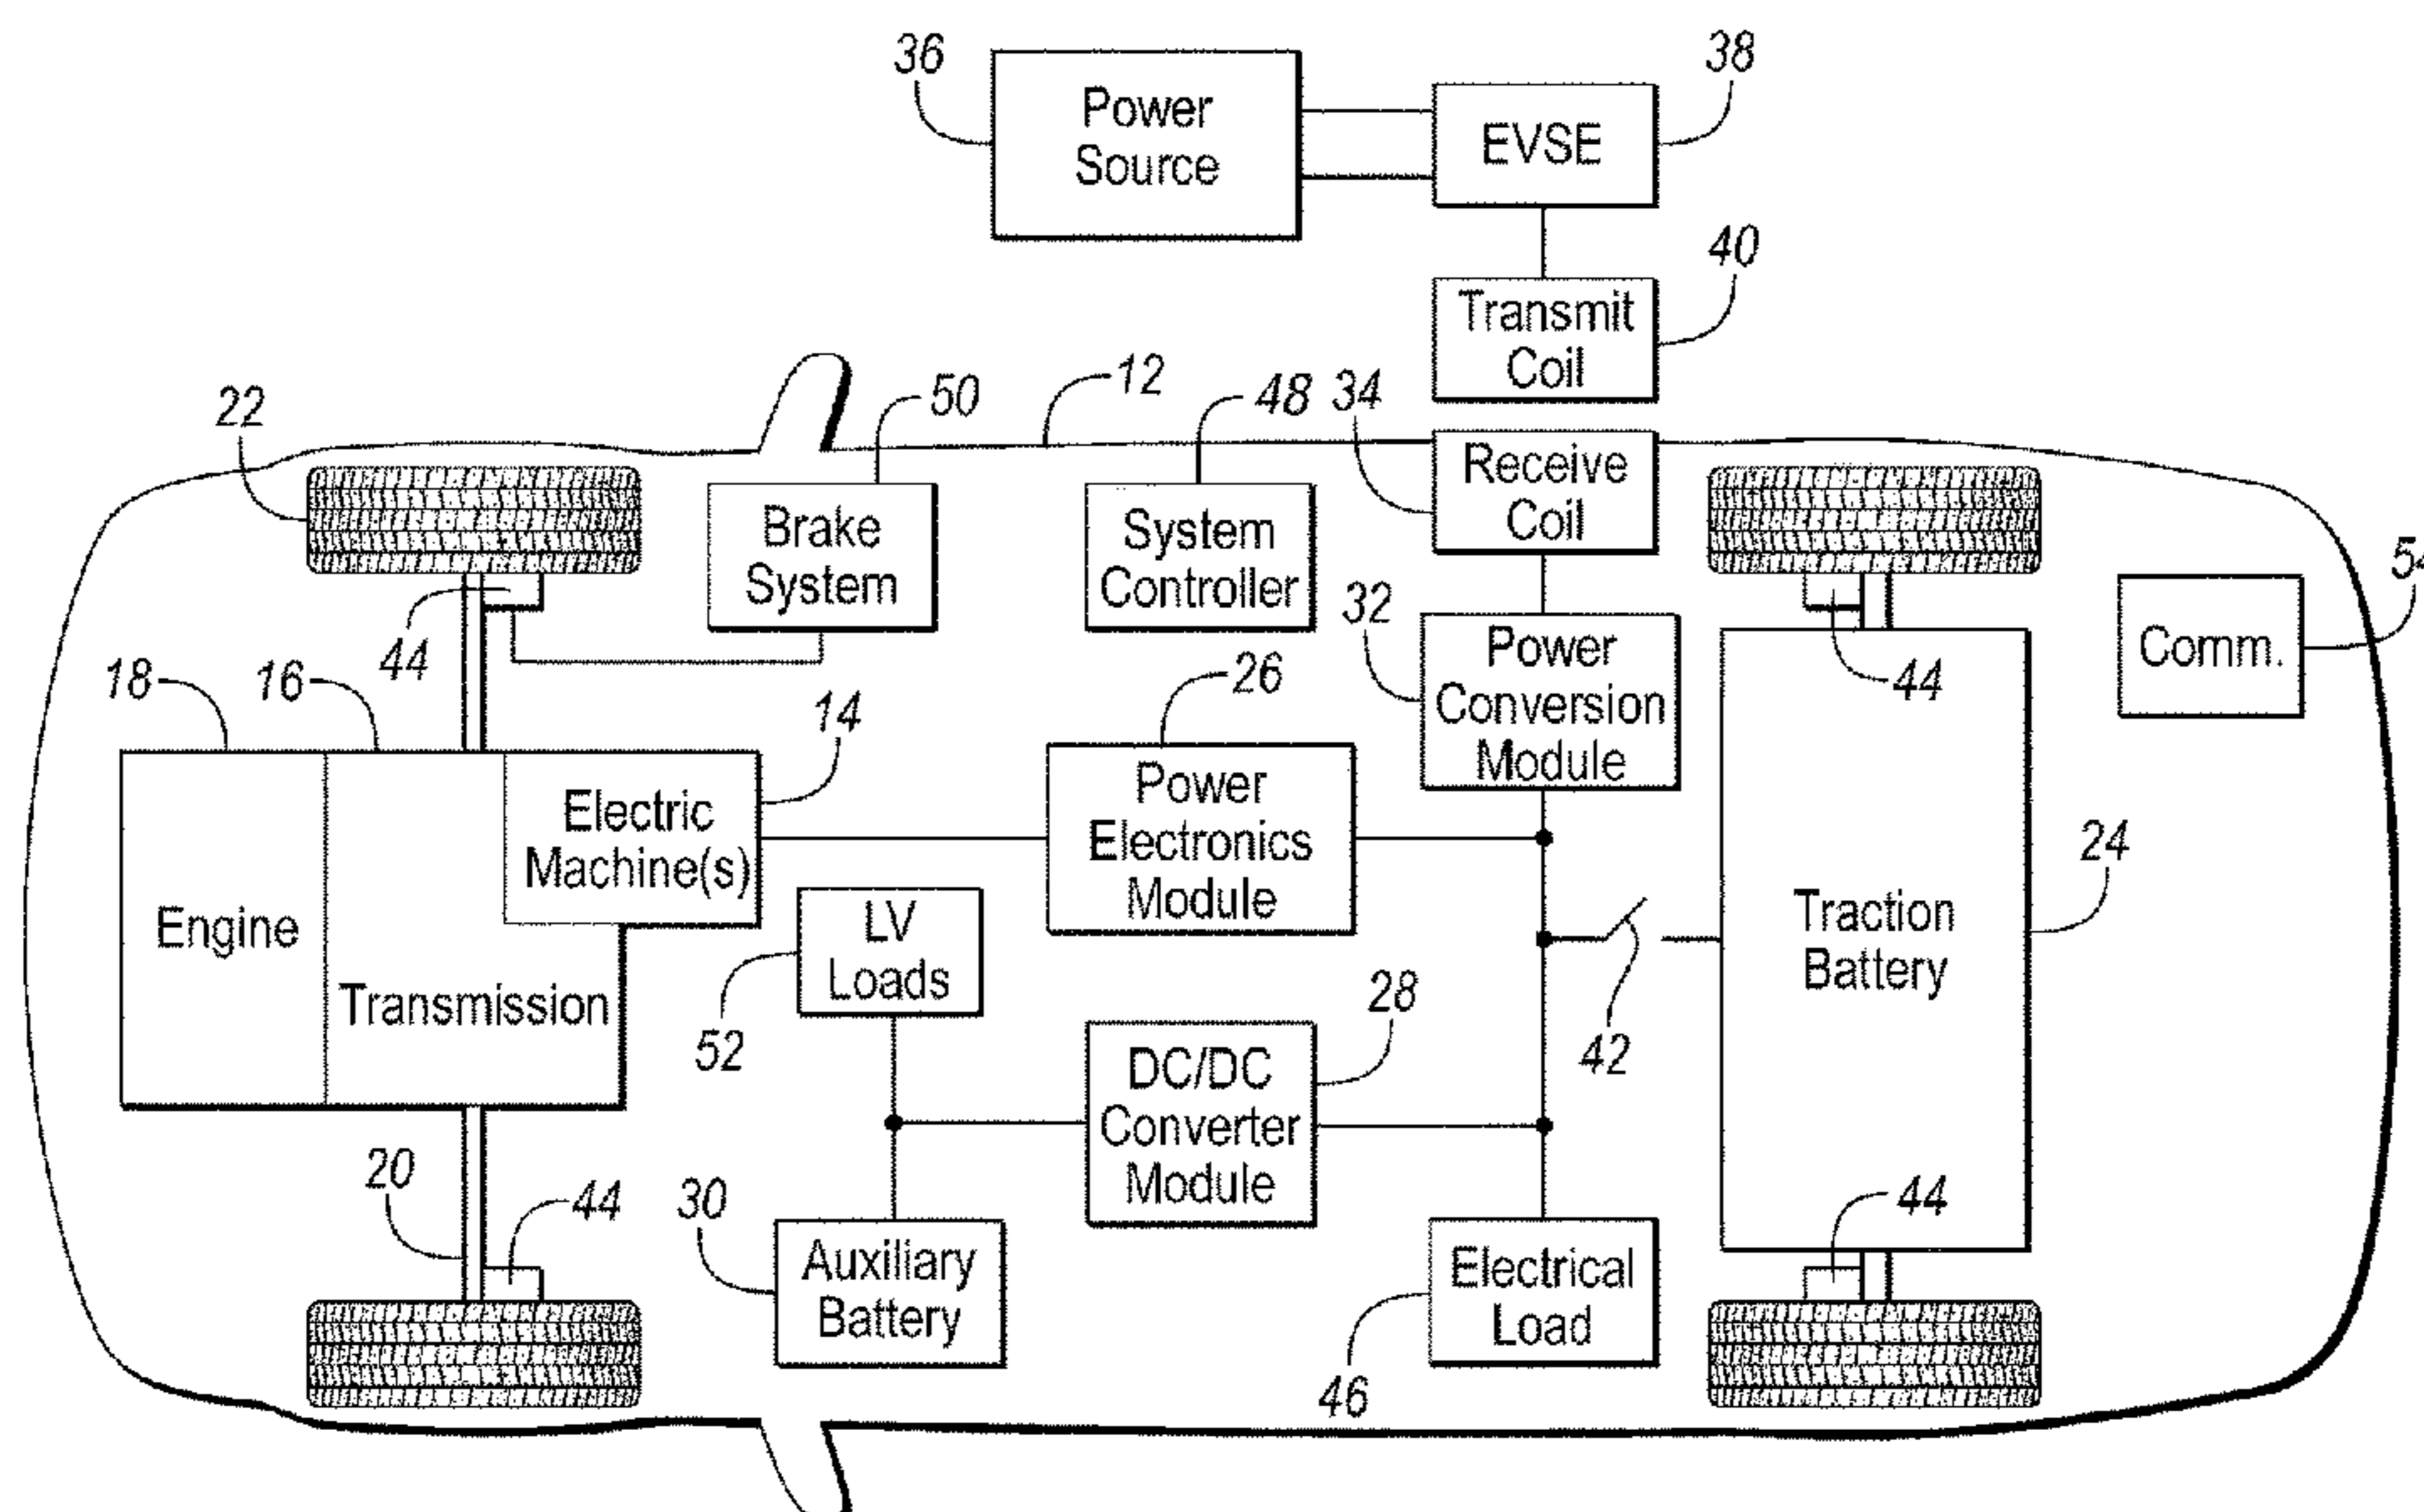 36
Power
Source
EVSE
38
40
Transmit
Coil
12
50
48
34
22
Receive
Coil
Brake
System
System
Controller
44
32
Power
Conversion
Module
44
Comm.
54
18
16
14
26
Electric
Machine(s)
Power
Electronics
Module
Engine
Transmission
LV
Loads
52
Traction
Battery
24
42
28
DC/DC
Converter
Module
20
44
30
Auxiliary
Battery
Electrical
Load
46
44